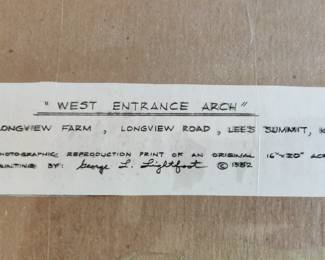 "WEST ENTRANCE ARCH"
LONGVIEW FARM, LONGVIEW ROAD, LEE'S SUMMIT,
PHOTOGRAPHIC REPRODUCTION PRINT OF AN ORIGINAL 16"x20"
BY: George L. Lightfoot © 1982